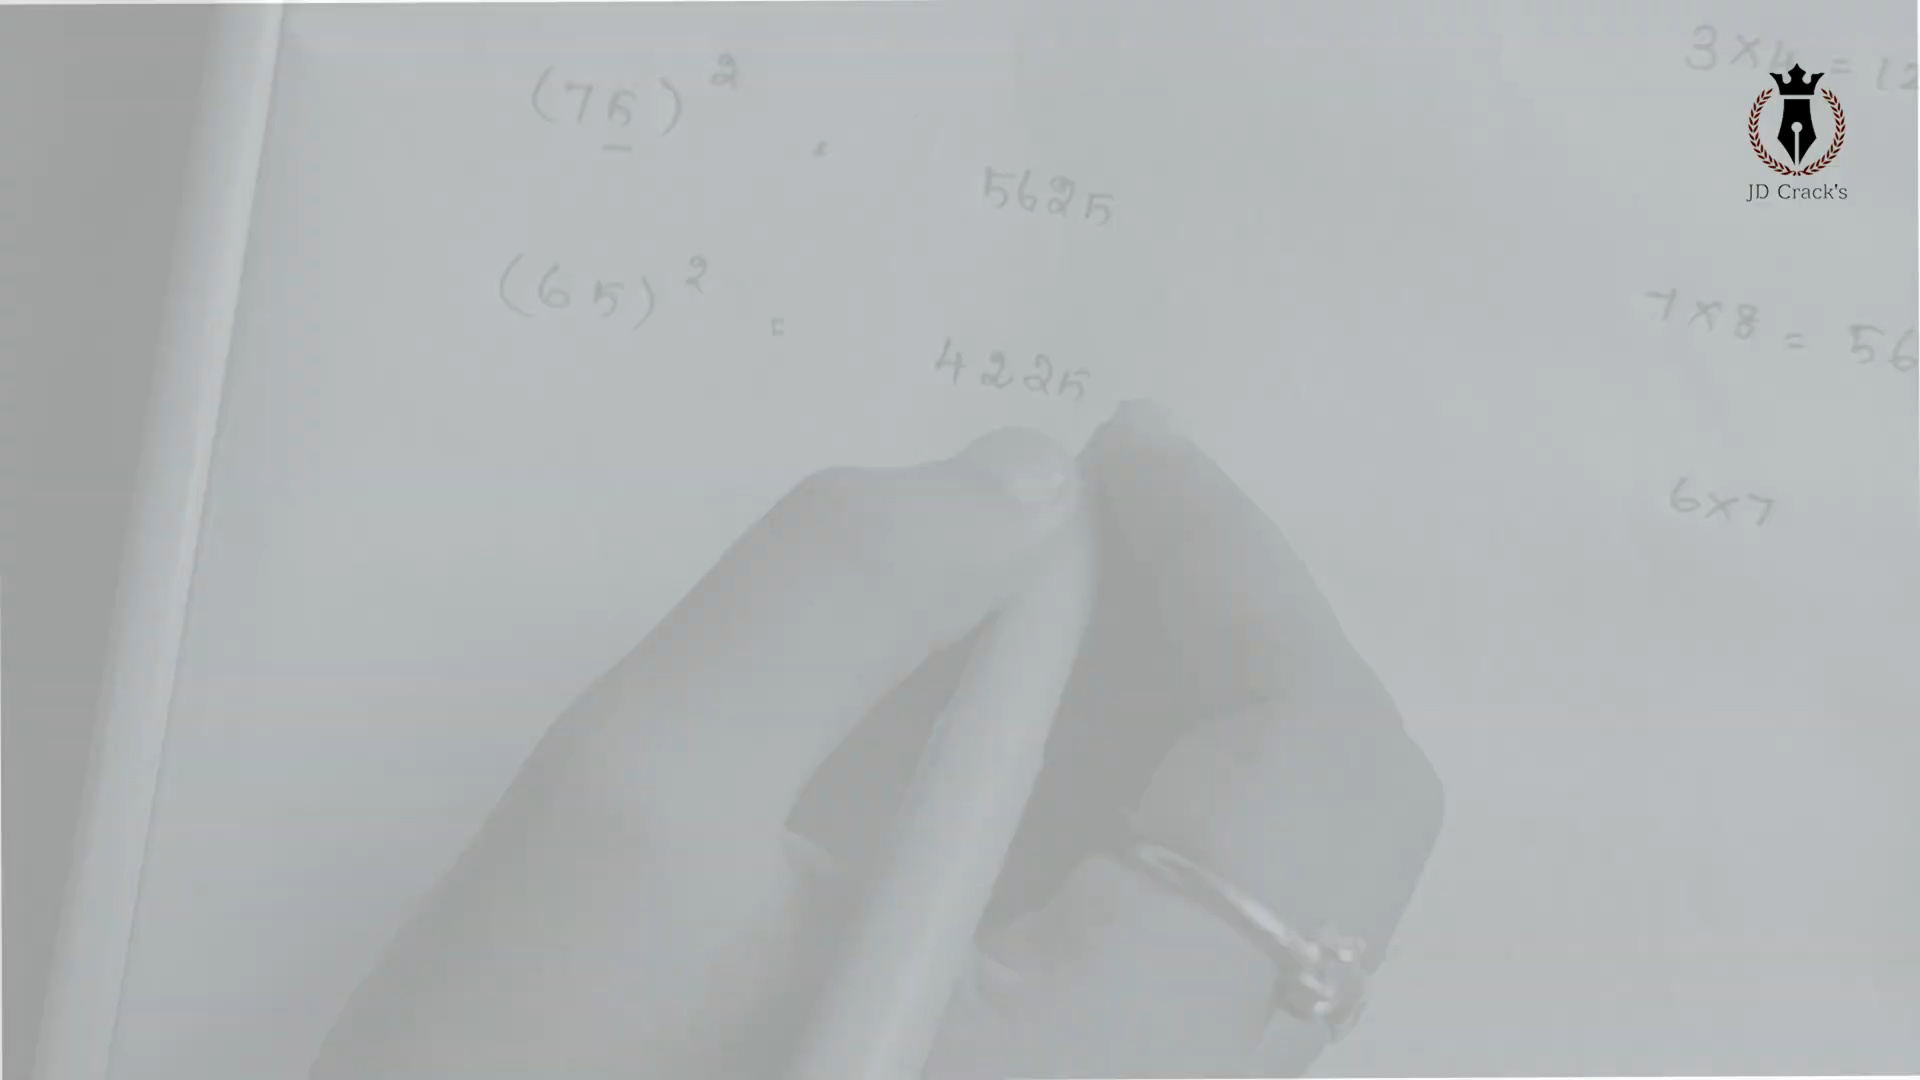 (75)² =
5625
(65)² =
4225
3×4 = 12
7×8 = 56
6×7
JD Crack's